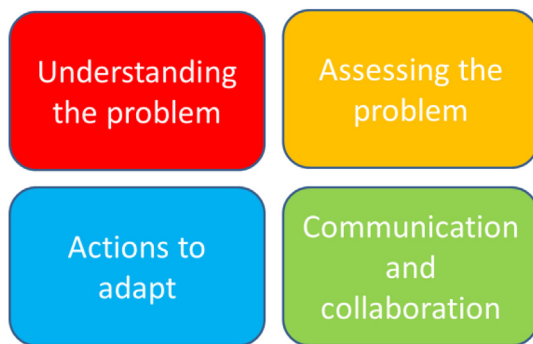 Understanding
the problem
Assessing the
problem
Actions to
adapt
Communication
and
collaboration